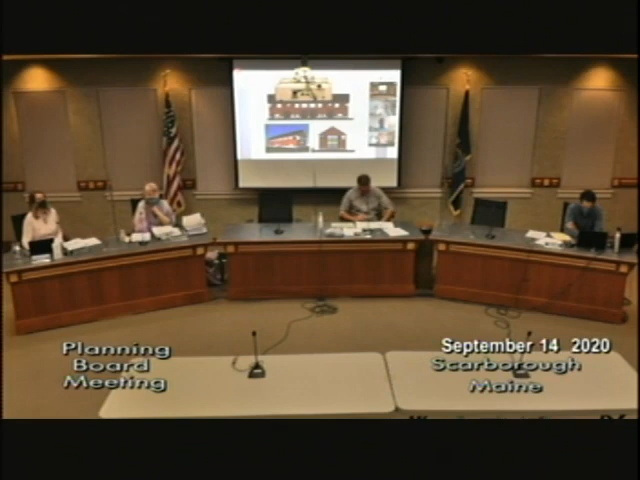 Planning
Board
Meeting
September 14 2020
Scarborough
Maine